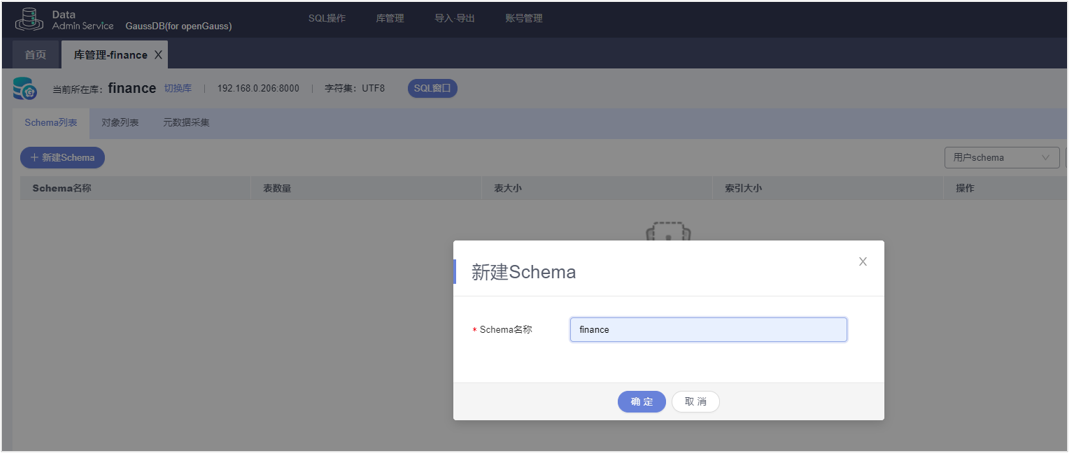 Data
Admin Service GaussDB(for openGauss) SQL操作 库管理 导入·导出 账号管理
首页 库管理-finance X
当前所在库: finance 切换库 | 192.168.0.206:8000 | 字符集: UTF8 SQL窗口
Schema列表 对象列表 元数据采集
+ 新建Schema 用户schema
Schema名称 表数量 表大小 索引大小 操作
新建Schema X
* Schema名称 finance
确 定 取 消